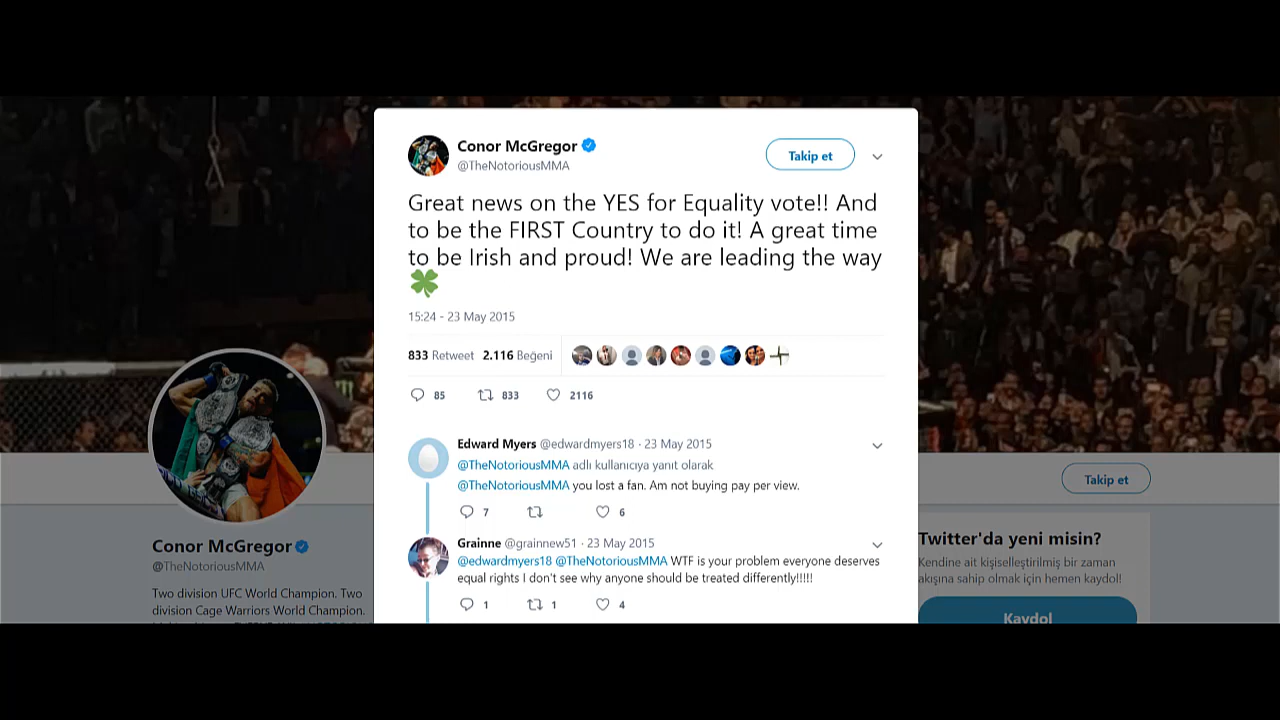 Conor McGregor
@TheNotoriousMMA
Takip et
Great news on the YES for Equality vote!! And
to be the FIRST Country to do it! A great time
to be Irish and proud! We are leading the way
15:24 - 23 May 2015
833 Retweet 2.116 Beğeni
85 833 2116
Edward Myers @edwardmyers18 · 23 May 2015
@TheNotoriousMMA adlı kullanıcıya yanıt olarak
@TheNotoriousMMA you lost a fan. Am not buying pay per view.
7 6
Grainne @grainnew51 · 23 May 2015
@edwardmyers18 @TheNotoriousMMA WTF is your problem everyone deserves
equal rights I don't see why anyone should be treated differently!!!!!
1 1 4
Conor McGregor
@TheNotoriousMMA
Two division UFC World Champion. Two
division Cage Warriors World Champion.
Takip et
Twitter'da yeni misin?
Kendine ait kişiselleştirilmiş bir zaman
akışına sahip olmak için hemen kaydol!
Kaydol